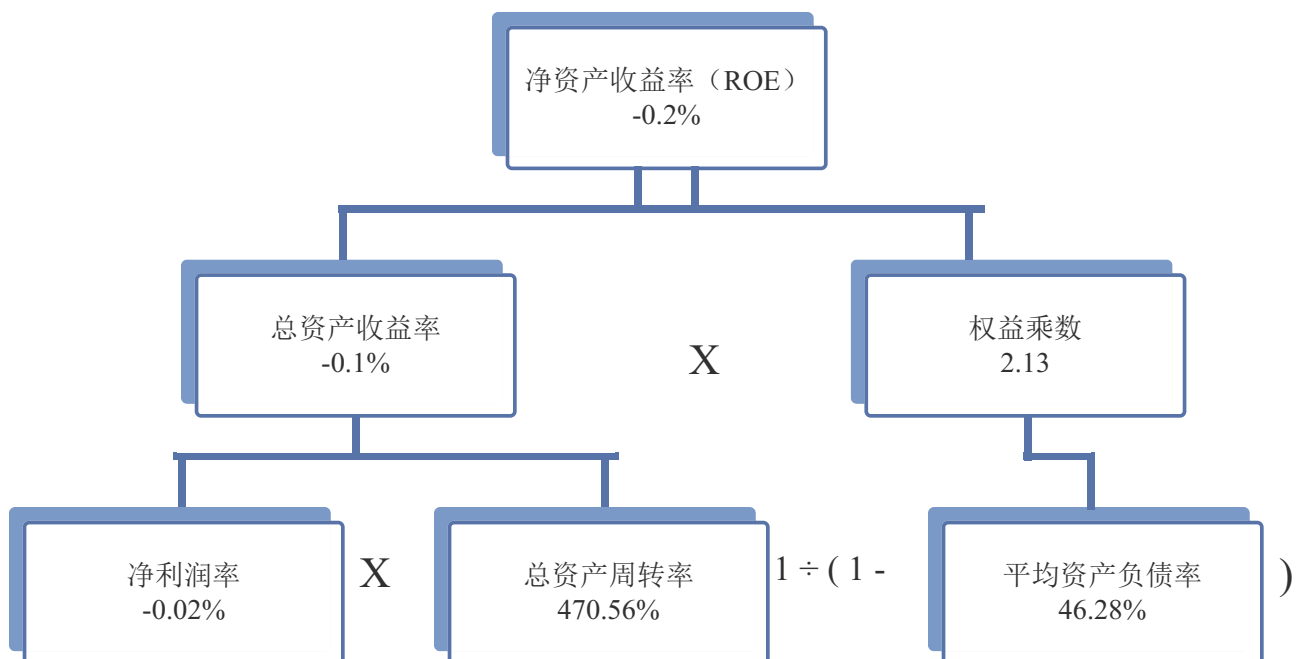 净资产收益率（ROE）
-0.2%
总资产收益率
-0.1%
X
权益乘数
2.13
净利润率
-0.02%
X
总资产周转率
470.56%
1 ÷ ( 1 -
平均资产负债率
46.28%
)